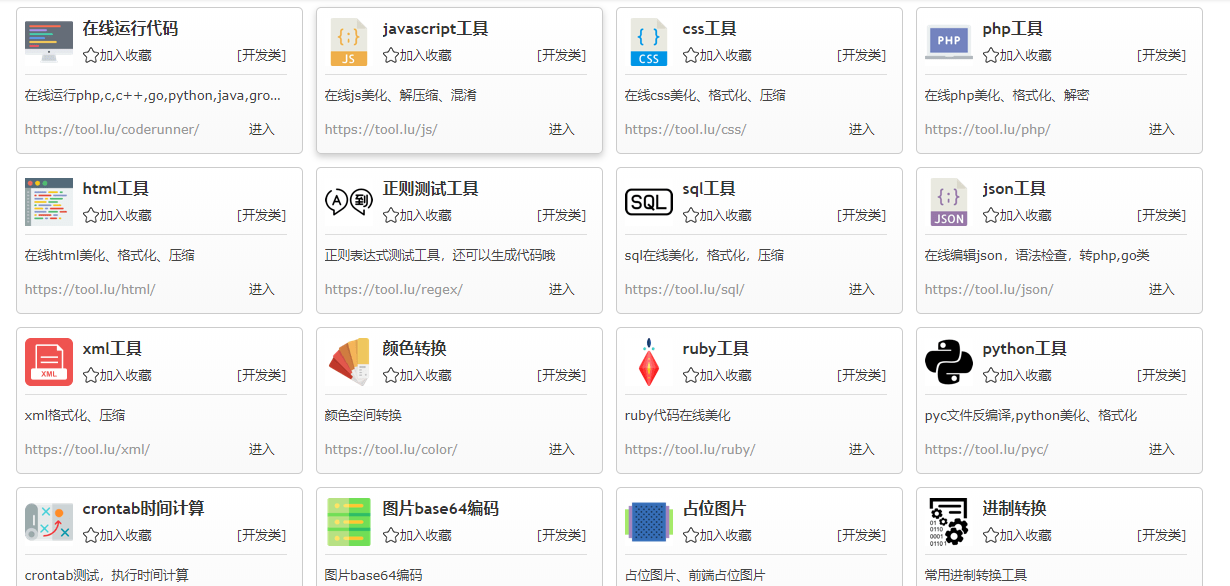 在线运行代码
加入收藏 [开发类]
在线运行php,c,c++,go,python,java,gro...
https://tool.lu/coderunner/ 进入
JS
javascript工具
加入收藏 [开发类]
在线js美化、解压缩、混淆
https://tool.lu/js/ 进入
CSS
css工具
加入收藏 [开发类]
在线css美化、格式化、压缩
https://tool.lu/css/ 进入
PHP
php工具
加入收藏 [开发类]
在线php美化、格式化、解密
https://tool.lu/php/ 进入
html工具
加入收藏 [开发类]
在线html美化、格式化、压缩
https://tool.lu/html/ 进入
A 到
正则测试工具
加入收藏 [开发类]
正则表达式测试工具，还可以生成代码哦
https://tool.lu/regex/ 进入
SQL
sql工具
加入收藏 [开发类]
sql在线美化，格式化，压缩
https://tool.lu/sql/ 进入
JSON
json工具
加入收藏 [开发类]
在线编辑json，语法检查，转php,go类
https://tool.lu/json/ 进入
XML
xml工具
加入收藏 [开发类]
xml格式化、压缩
https://tool.lu/xml/ 进入
颜色转换
加入收藏 [开发类]
颜色空间转换
https://tool.lu/color/ 进入
ruby工具
加入收藏 [开发类]
ruby代码在线美化
https://tool.lu/ruby/ 进入
python工具
加入收藏 [开发类]
pyc文件反编译,python美化、格式化
https://tool.lu/pyc/ 进入
crontab时间计算
加入收藏 [开发类]
crontab测试，执行时间计算
图片base64编码
加入收藏 [开发类]
图片base64编码
占位图片
加入收藏 [开发类]
占位图片、前端占位图片
01
0110
0001
0110
进制转换
加入收藏 [开发类]
常用进制转换工具